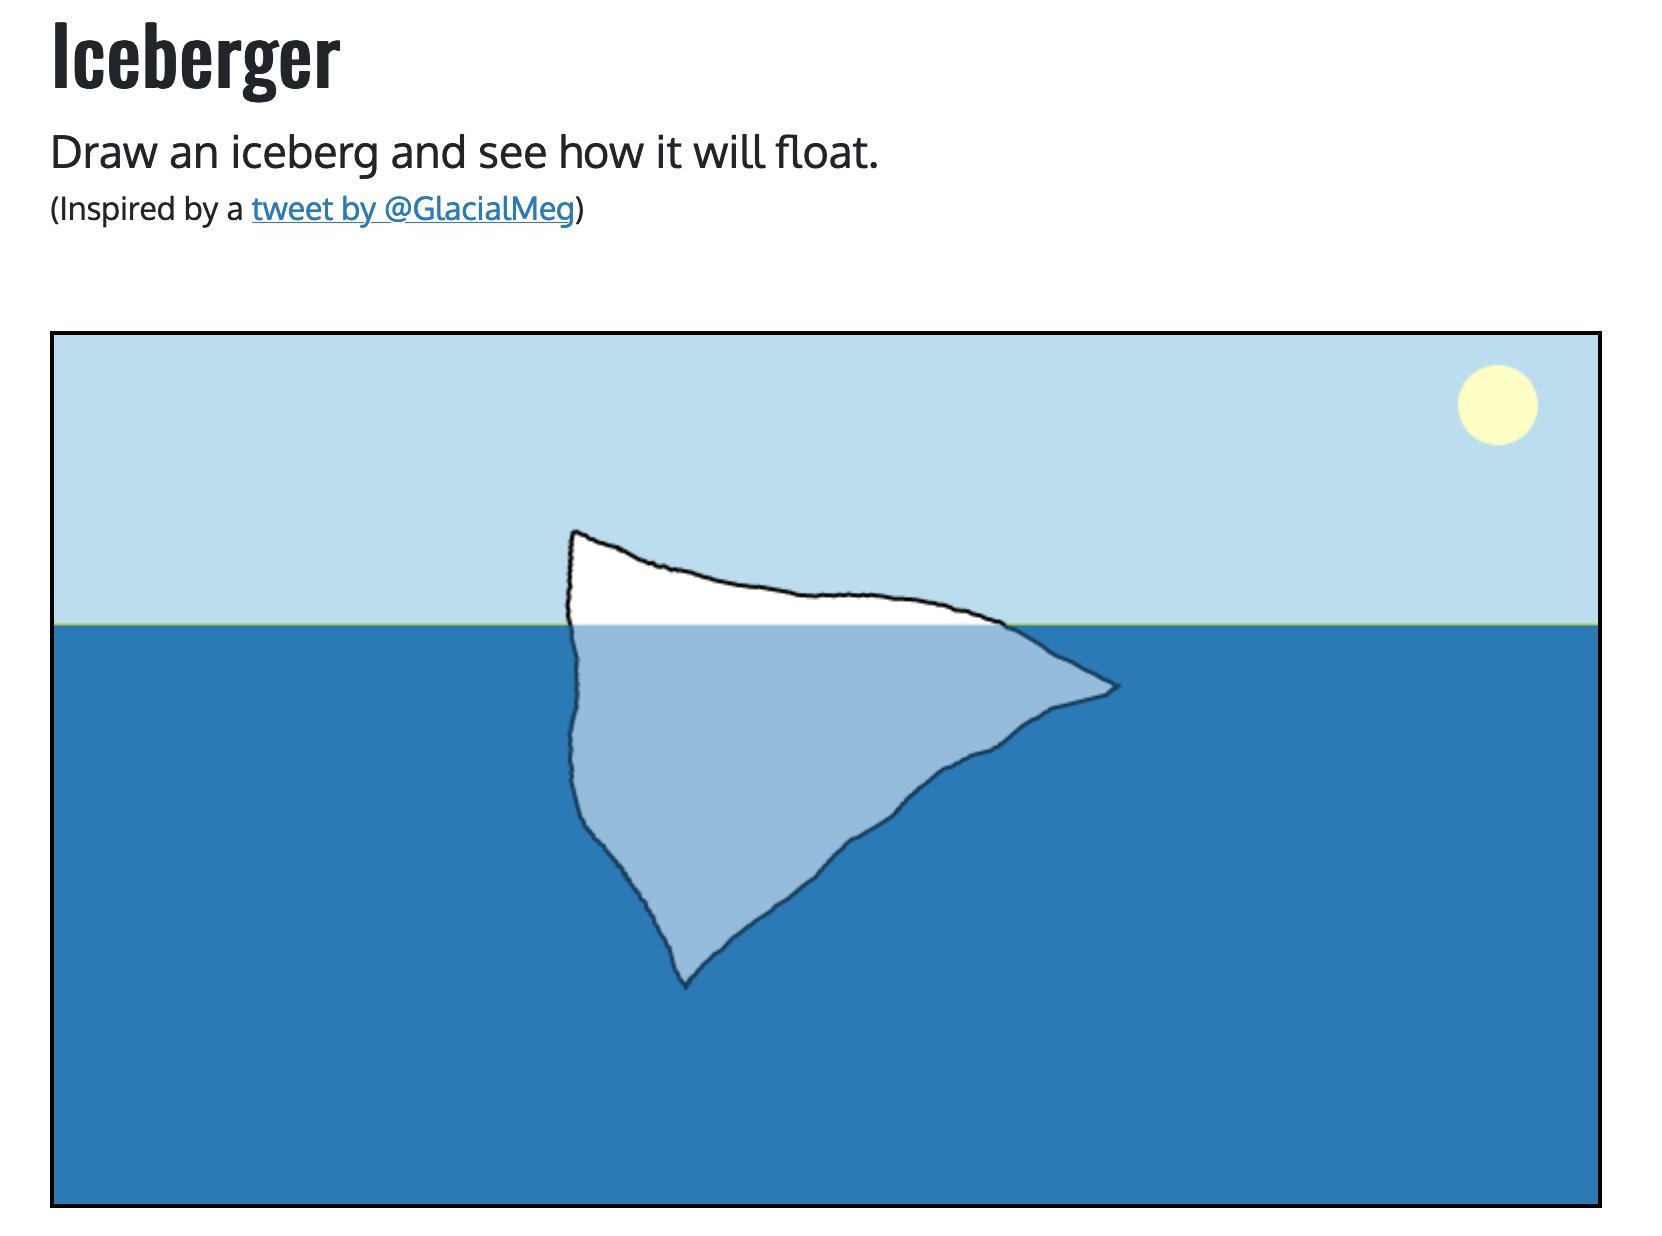 Iceberger
Draw an iceberg and see how it will float.
(Inspired by a tweet by @GlacialMeg)